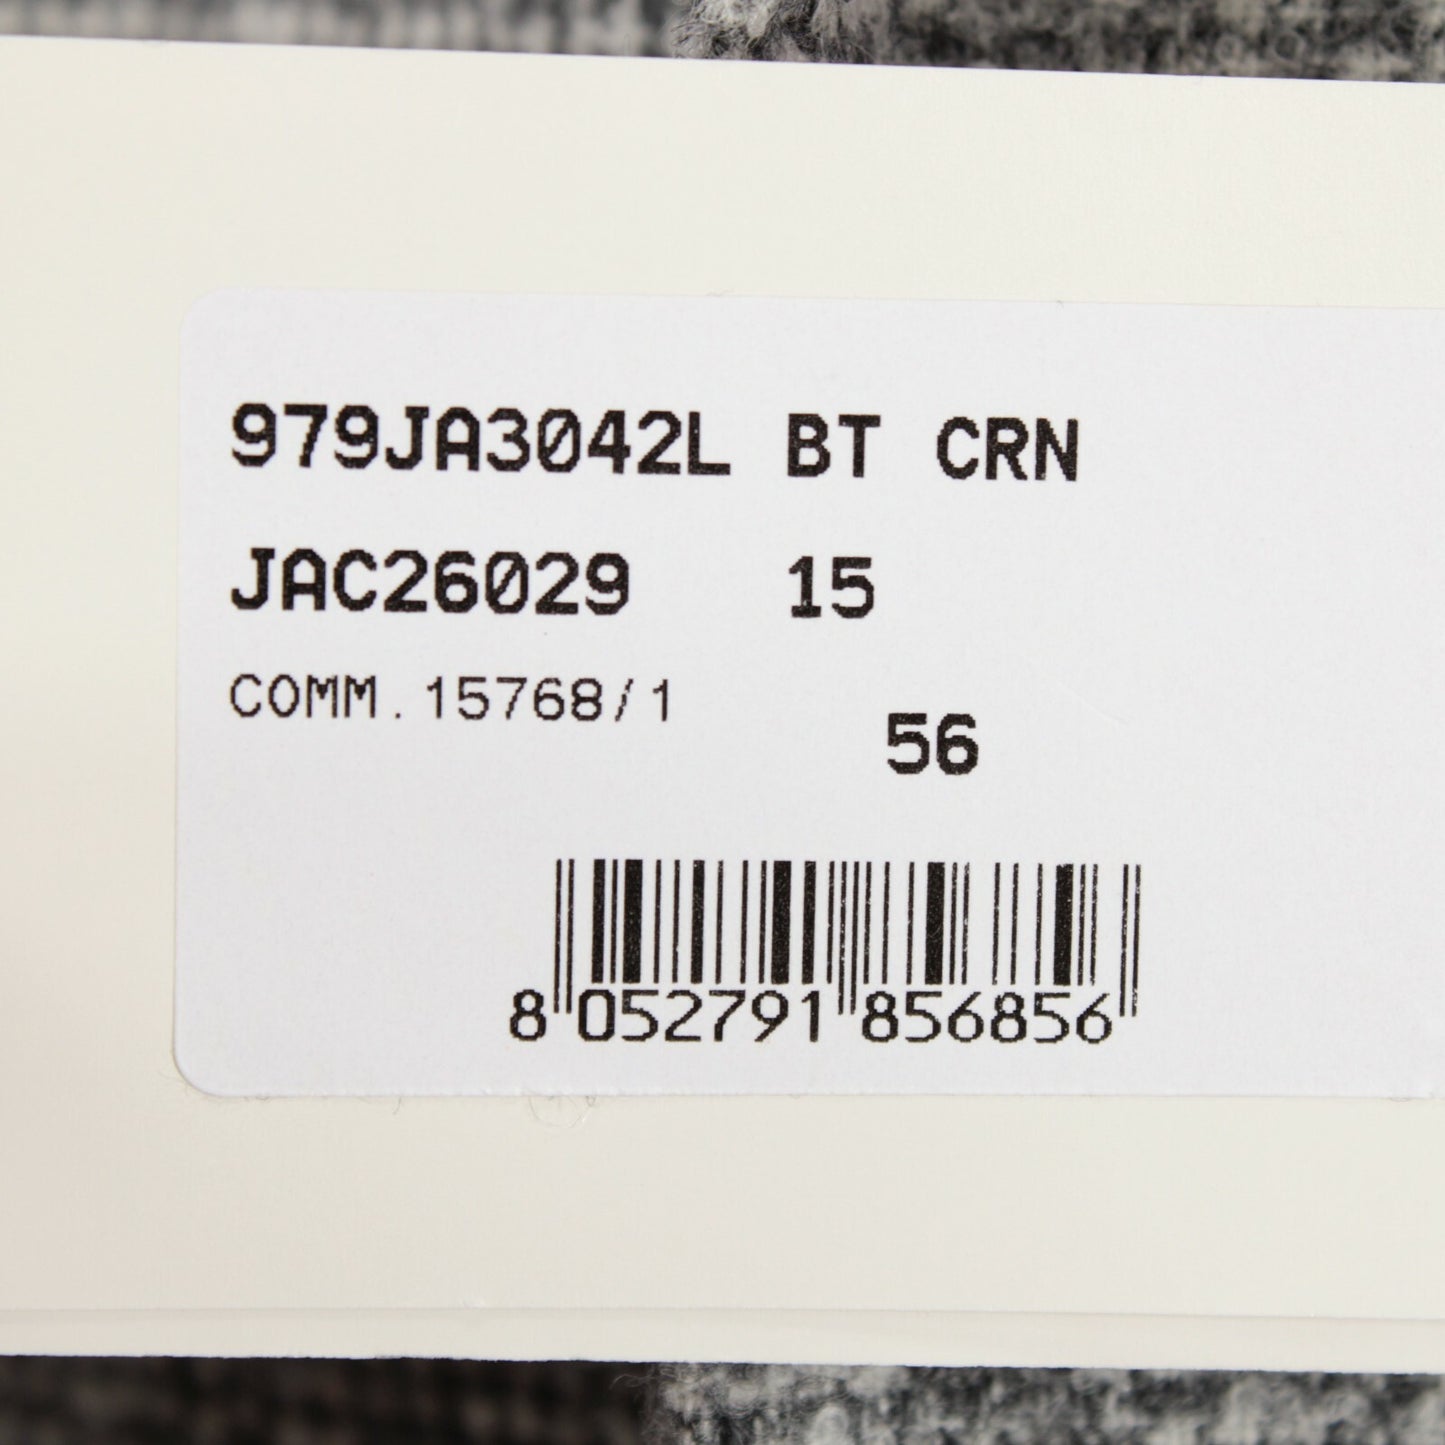 979JA3042L BT CRN
JAC26029 15
COMM.15768/1
56
8 052791 856856